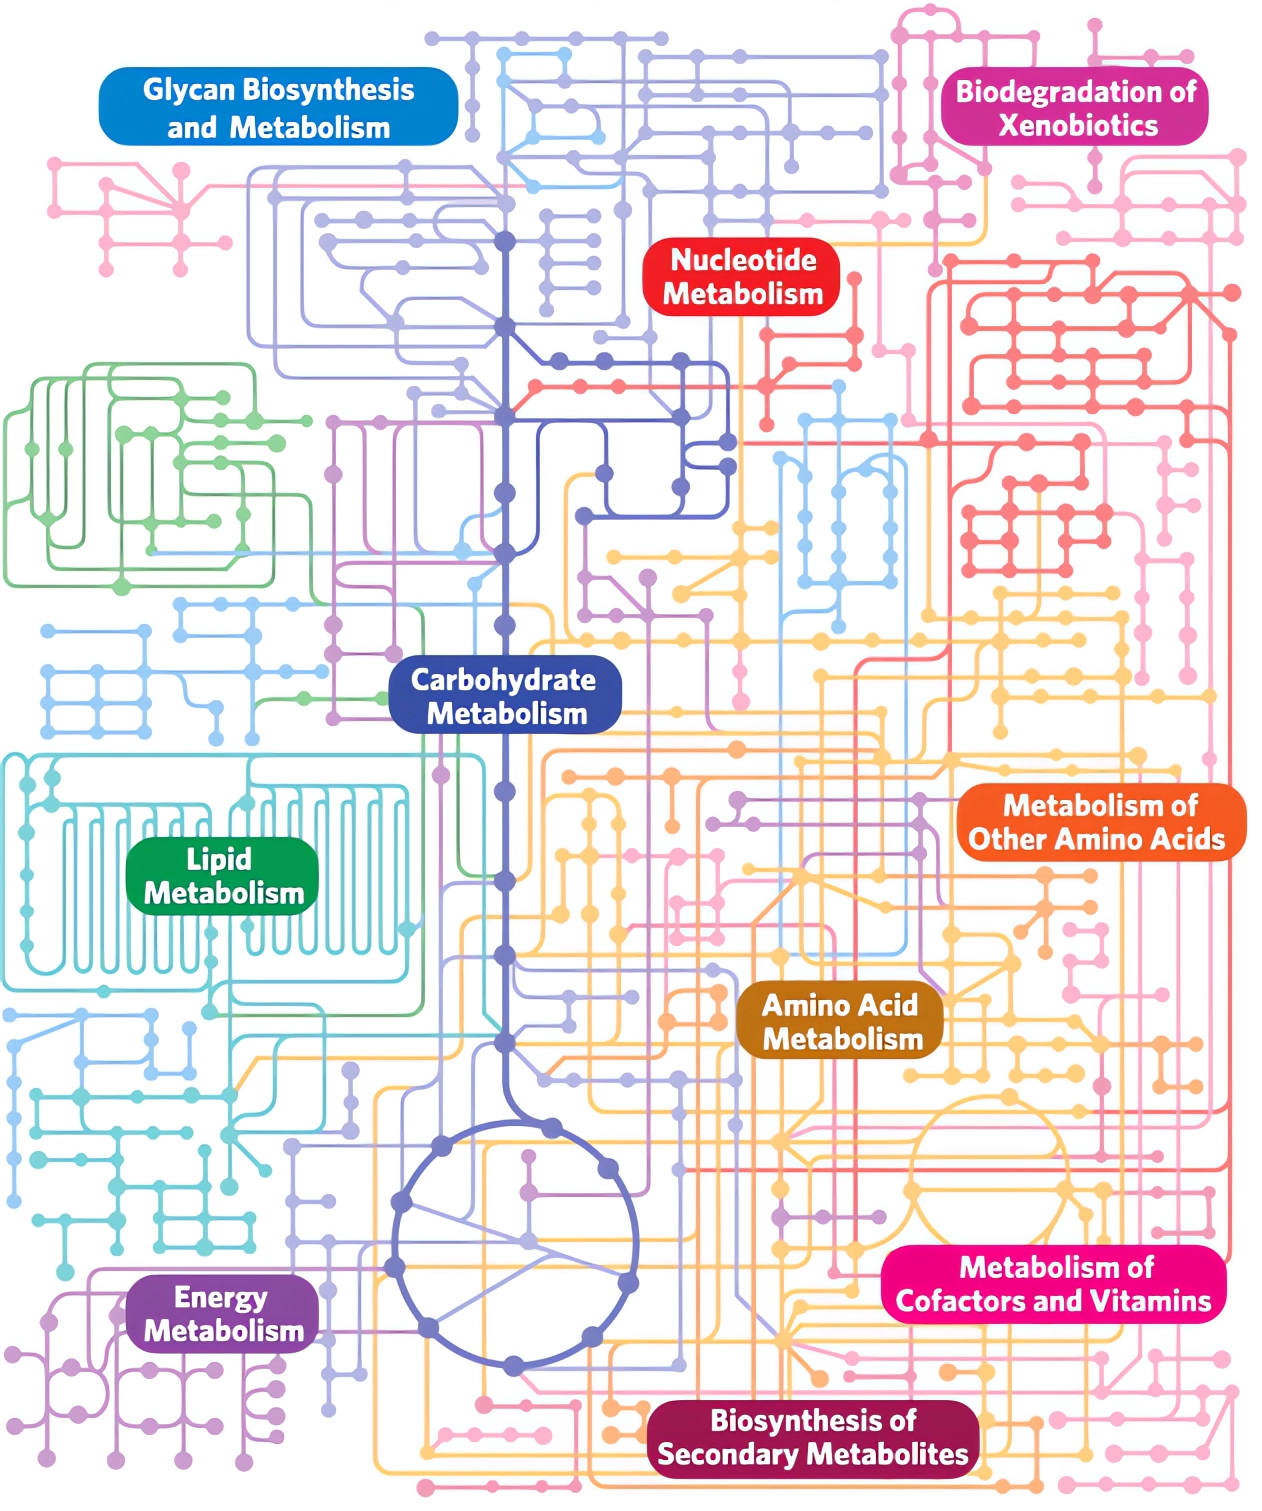 Glycan Biosynthesis
and Metabolism
Biodegradation of
Xenobiotics
Nucleotide
Metabolism
Carbohydrate
Metabolism
Metabolism of
Other Amino Acids
Lipid
Metabolism
Amino Acid
Metabolism
Metabolism of
Cofactors and Vitamins
Energy
Metabolism
Biosynthesis of
Secondary Metabolites